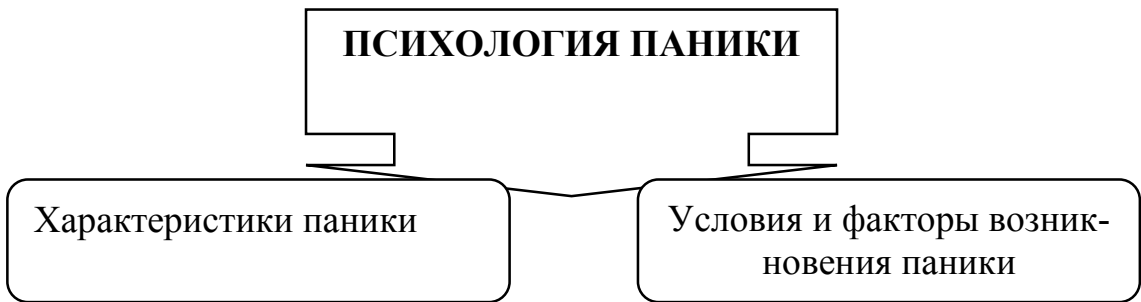 ПСИХОЛОГИЯ ПАНИКИ
Характеристики паники
Условия и факторы возник-
новения паники